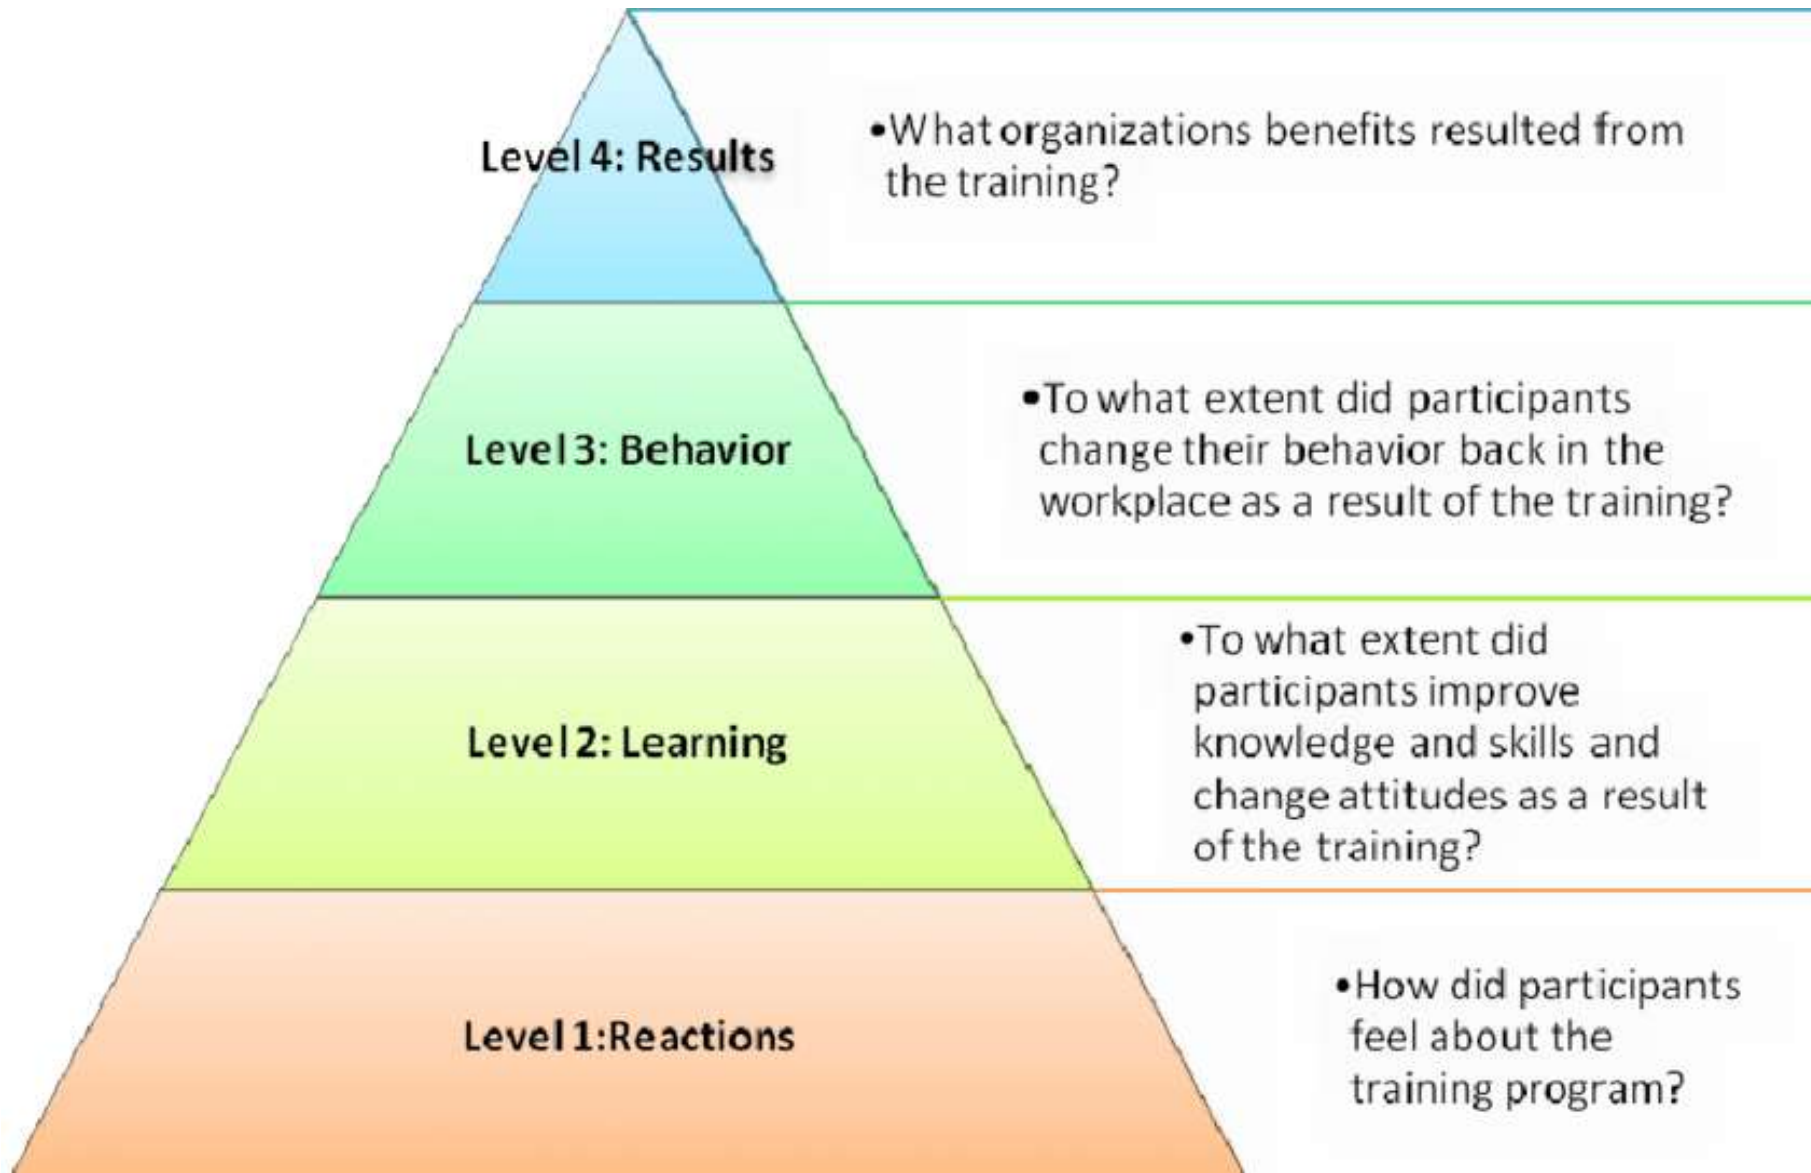 Level 4: Results
•What organizations benefits resulted from
the training?
Level 3: Behavior
•To what extent did participants
change their behavior back in the
workplace as a result of the training?
Level 2: Learning
•To what extent did
participants improve
knowledge and skills and
change attitudes as a result
of the training?
Level 1:Reactions
•How did participants
feel about the
training program?